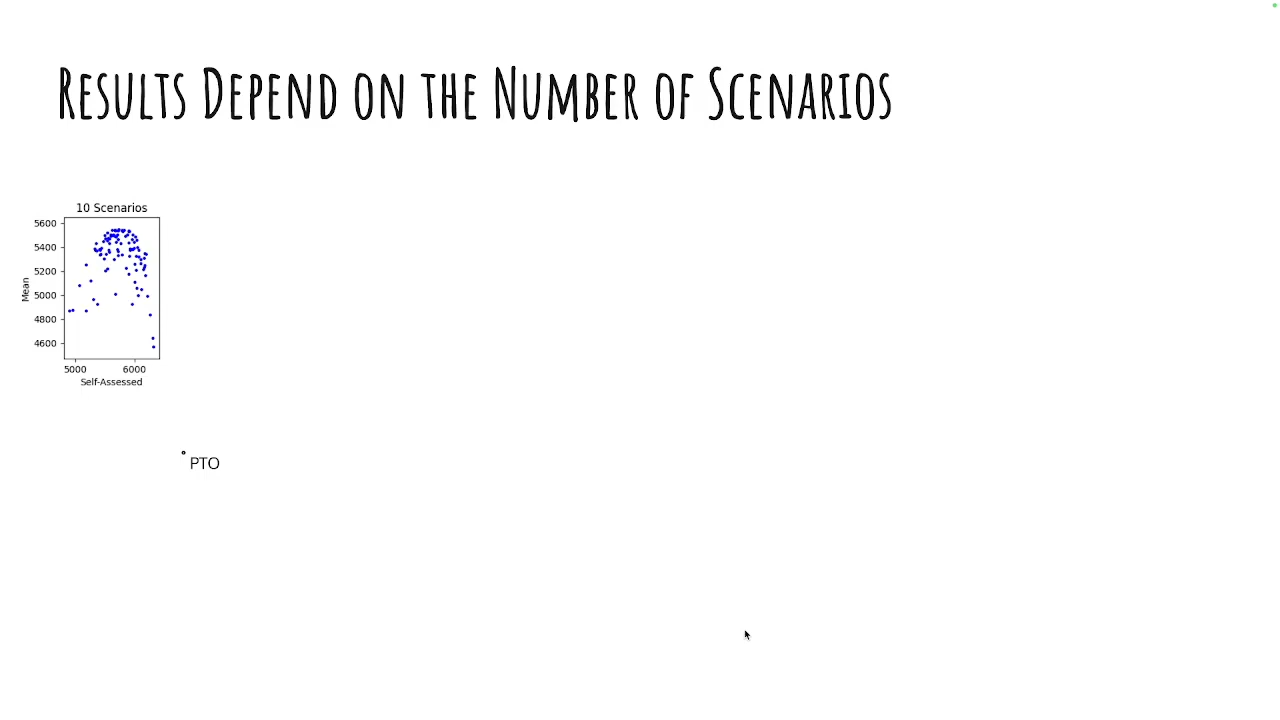 Results Depend on the Number of Scenarios
10 Scenarios
5600
5400
5200
5000
4800
4600
Mean
5000 6000
Self-Assessed
PTO